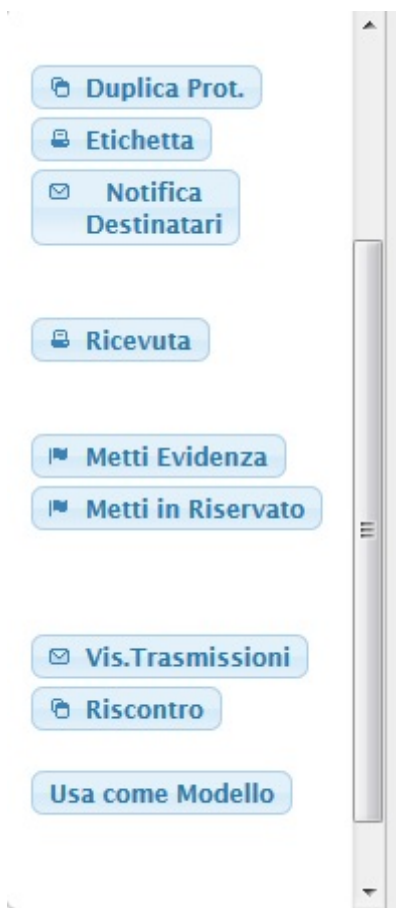 Duplica Prot.
Etichetta
Notifica
Destinatari
Ricevuta
Metti Evidenza
Metti in Riservato
Vis.Trasmissioni
Riscontro
Usa come Modello